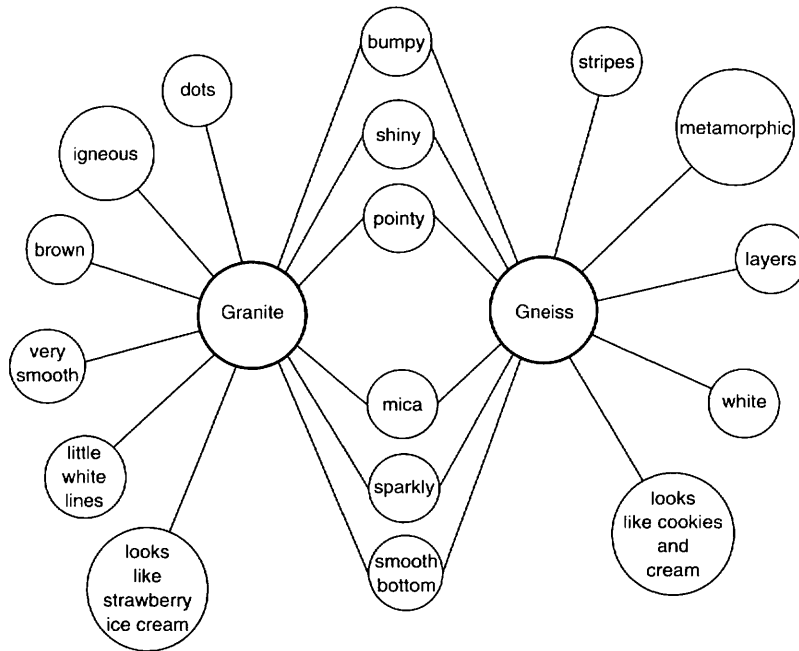 bumpy
stripes
dots
metamorphic
shiny
igneous
pointy
brown
layers
Granite
Gneiss
very
smooth
mica
white
little
white
lines
sparkly
looks
like cookies
and
cream
looks
like
strawberry
ice cream
smooth
bottom